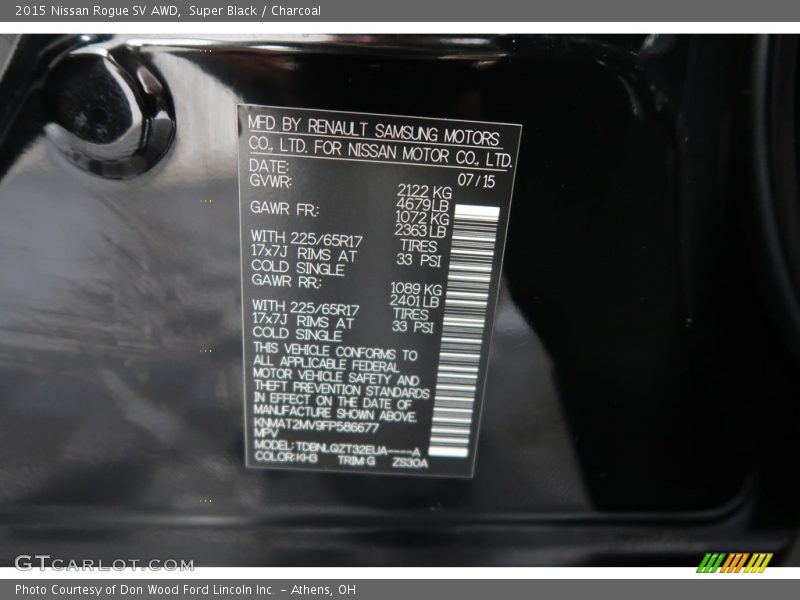 2015 Nissan Rogue SV AWD, Super Black / Charcoal
MFD BY RENAULT SAMSUNG MOTORS
CO., LTD. FOR NISSAN MOTOR CO., LTD.
DATE: 07/15
GVWR: 2122 KG
4679 LB
GAWR FR: 1072 KG
2363 LB
WITH 225/65R17 TIRES
17x7J RIMS AT 33 PSI
COLD SINGLE
GAWR RR: 1089 KG
2401 LB
WITH 225/65R17 TIRES
17x7J RIMS AT 33 PSI
COLD SINGLE
THIS VEHICLE CONFORMS TO
ALL APPLICABLE FEDERAL
MOTOR VEHICLE SAFETY AND
THEFT PREVENTION STANDARDS
IN EFFECT ON THE DATE OF
MANUFACTURE SHOWN ABOVE.
KNMAT2MV9FP586677
MPV
MODEL: TDBNLQZT32EUA----A
COLOR: KH3 TRIM: G ZS30A
GTCARLOT.COM
Photo Courtesy of Don Wood Ford Lincoln Inc. – Athens, OH